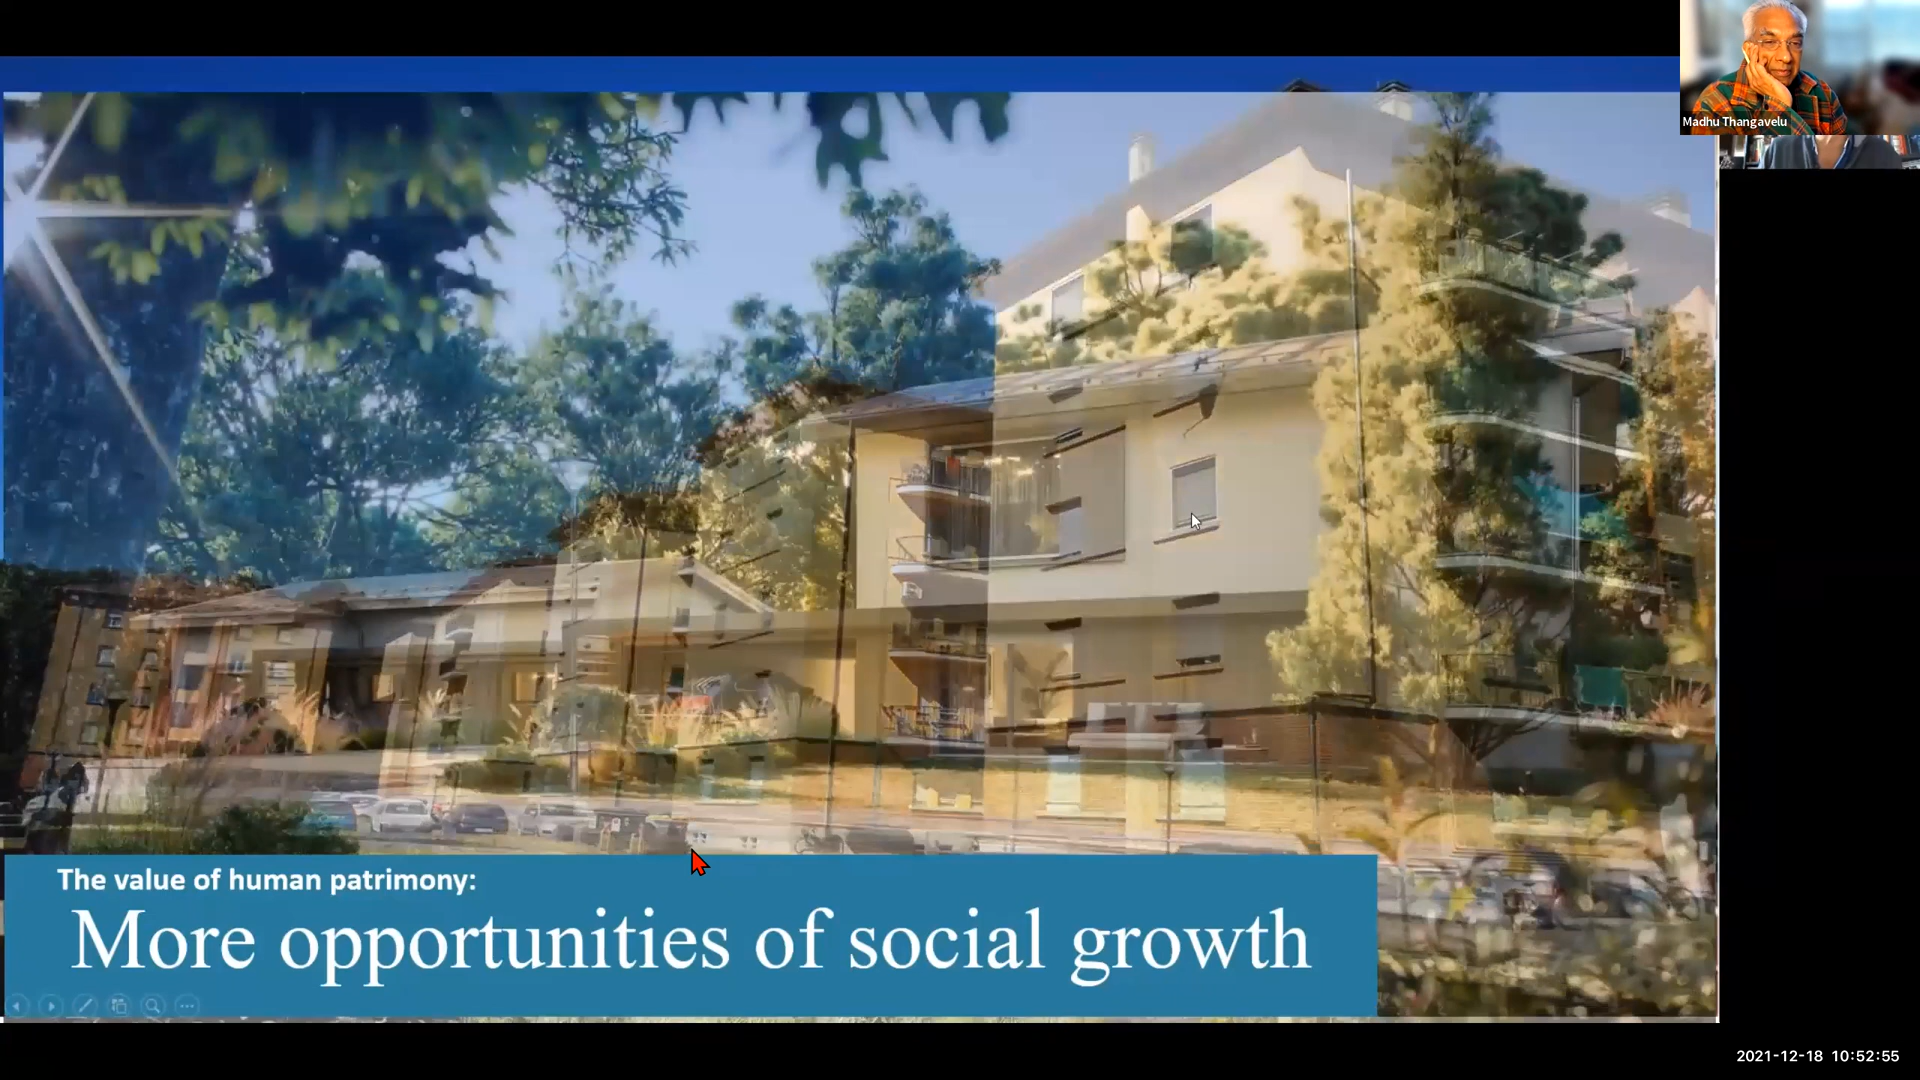 Madhu Thangavelu
The value of human patrimony:
More opportunities of social growth
2021-12-18 10:52:55